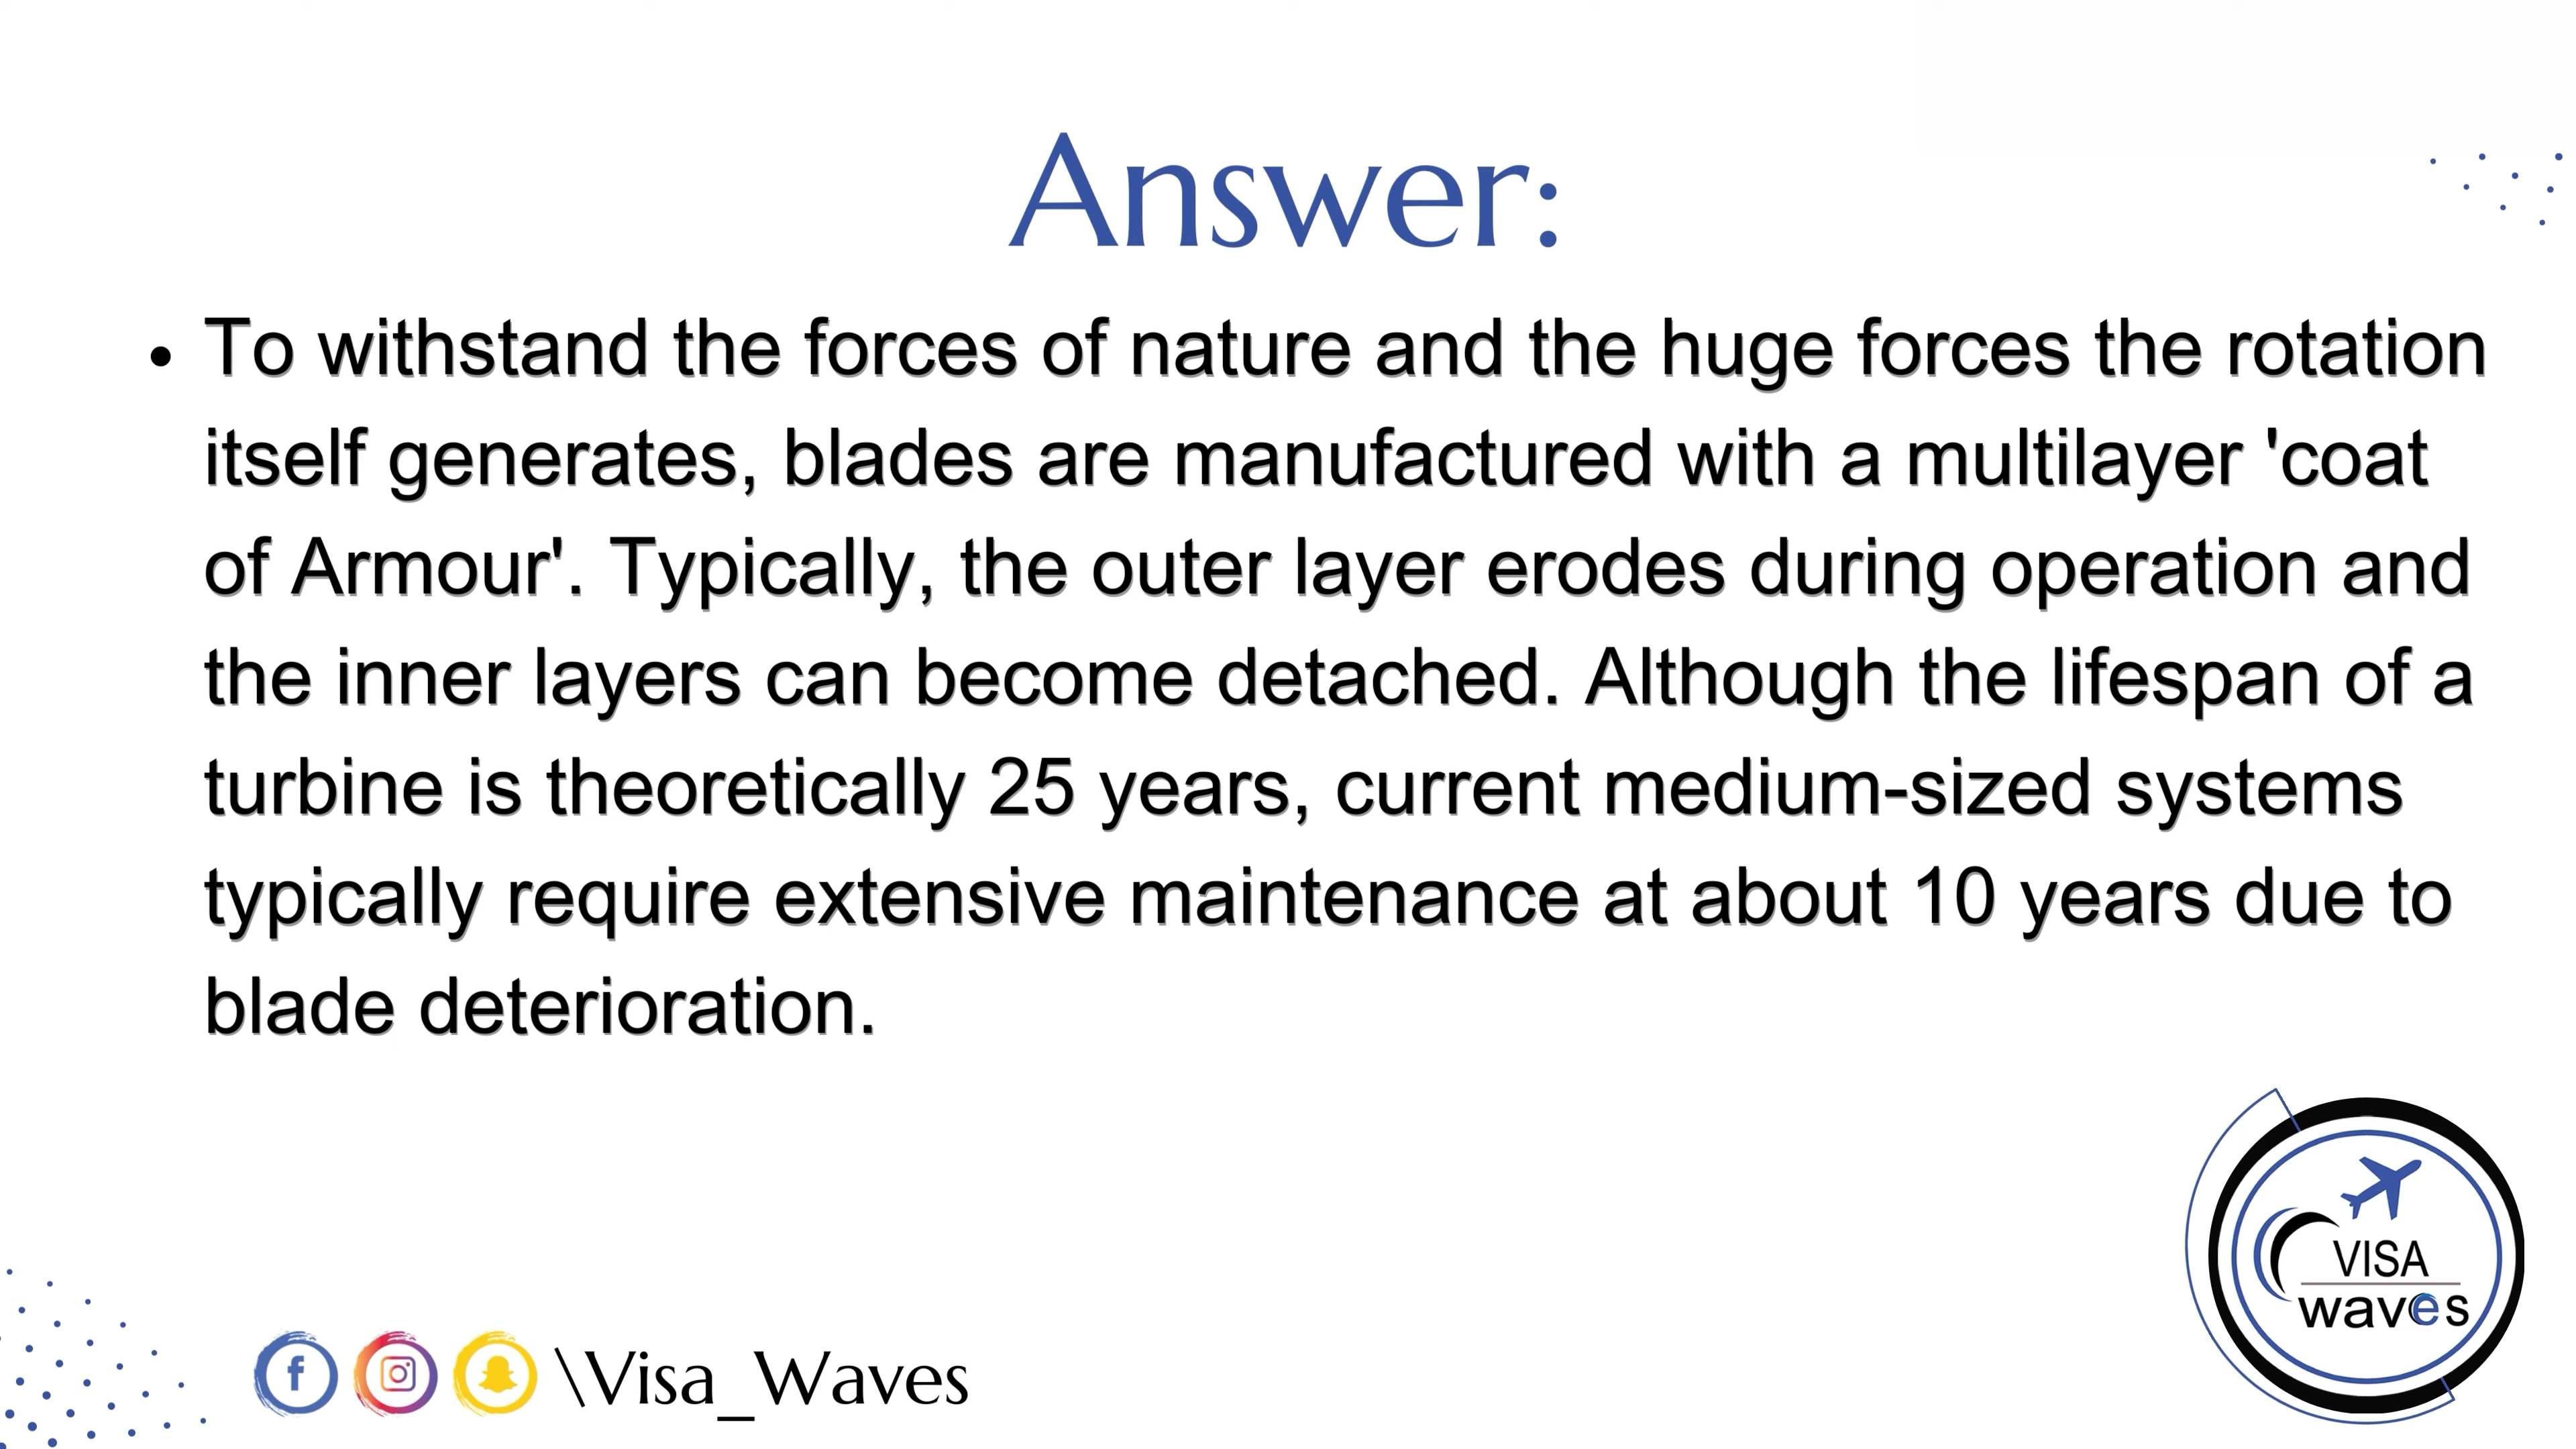 Answer:
• To withstand the forces of nature and the huge forces the rotation
itself generates, blades are manufactured with a multilayer 'coat
of Armour'. Typically, the outer layer erodes during operation and
the inner layers can become detached. Although the lifespan of a
turbine is theoretically 25 years, current medium-sized systems
typically require extensive maintenance at about 10 years due to
blade deterioration.
VISA
waves
\Visa_Waves